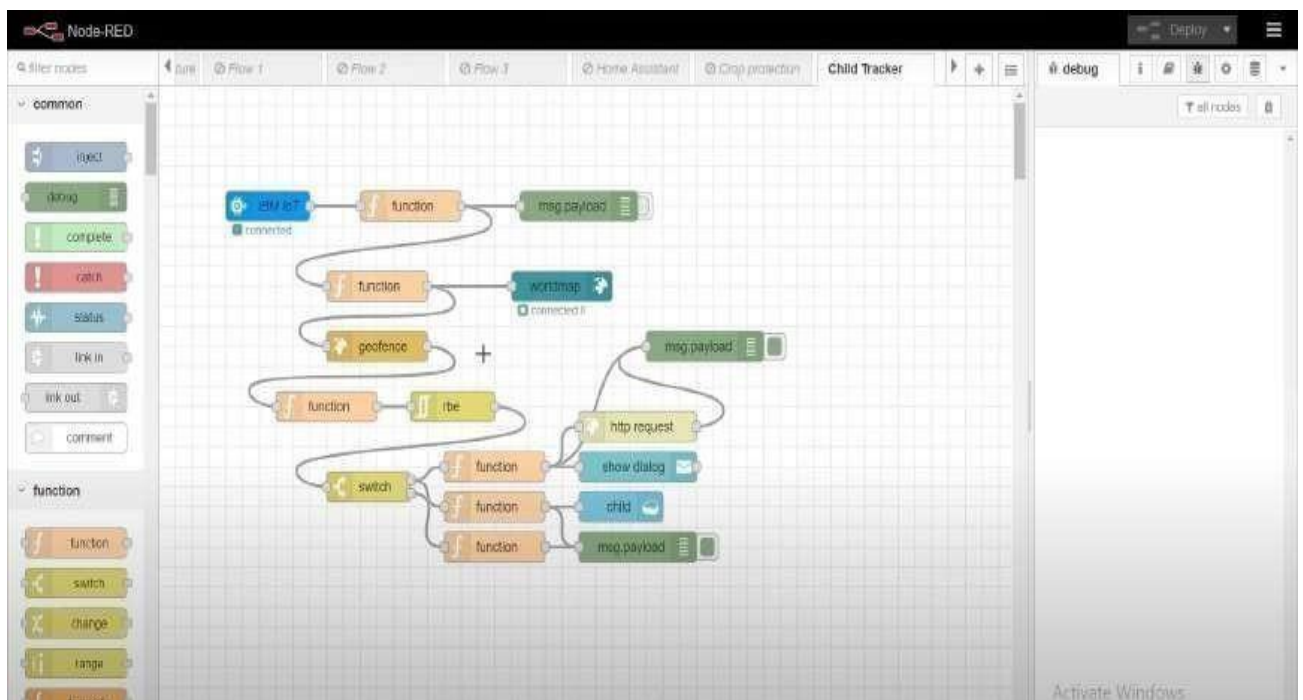 Node-RED
Deploy
filter nodes
Flow 1
Flow 2
Flow 3
Home Assistant
Crop protection
Child Tracker
debug
i
all nodes
common
inject
debug
complete
catch
status
link in
link out
comment
function
function
switch
change
range
IBM IoT
connected
function
msg.payload
function
worldmap
geofence
msg.payload
function
rbe
http request
switch
function
show dialog
function
child
function
msg.payload
Activate Windows